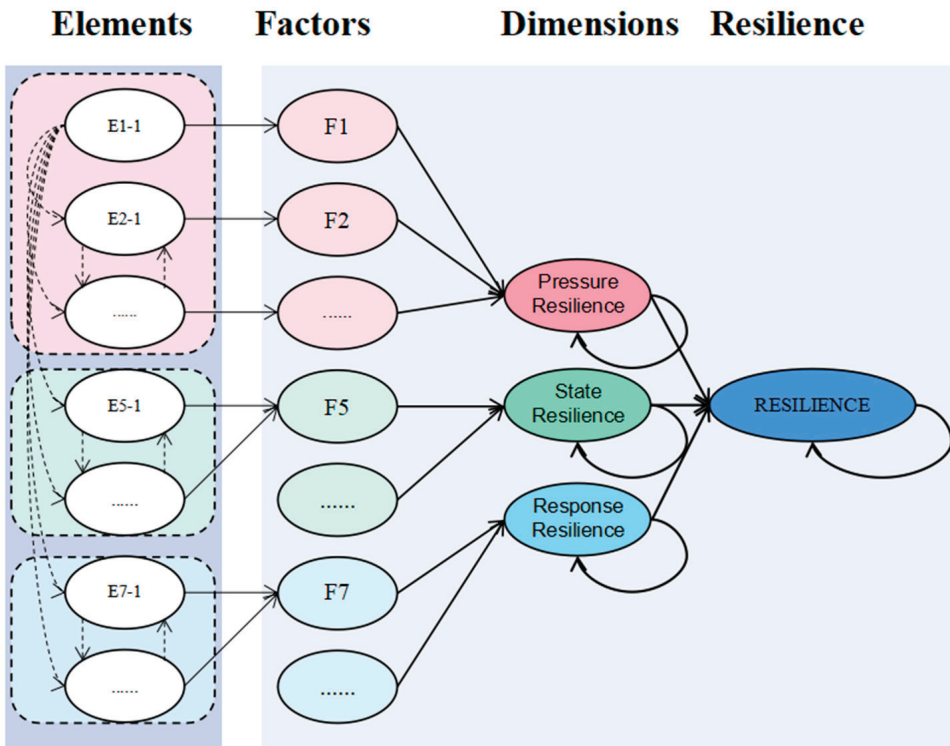 Elements Factors Dimensions Resilience
E1-1
F1
E2-1
F2
......
......
Pressure
Resilience
E5-1
F5
State
Resilience
RESILIENCE
......
......
Response
Resilience
E7-1
F7
......
......